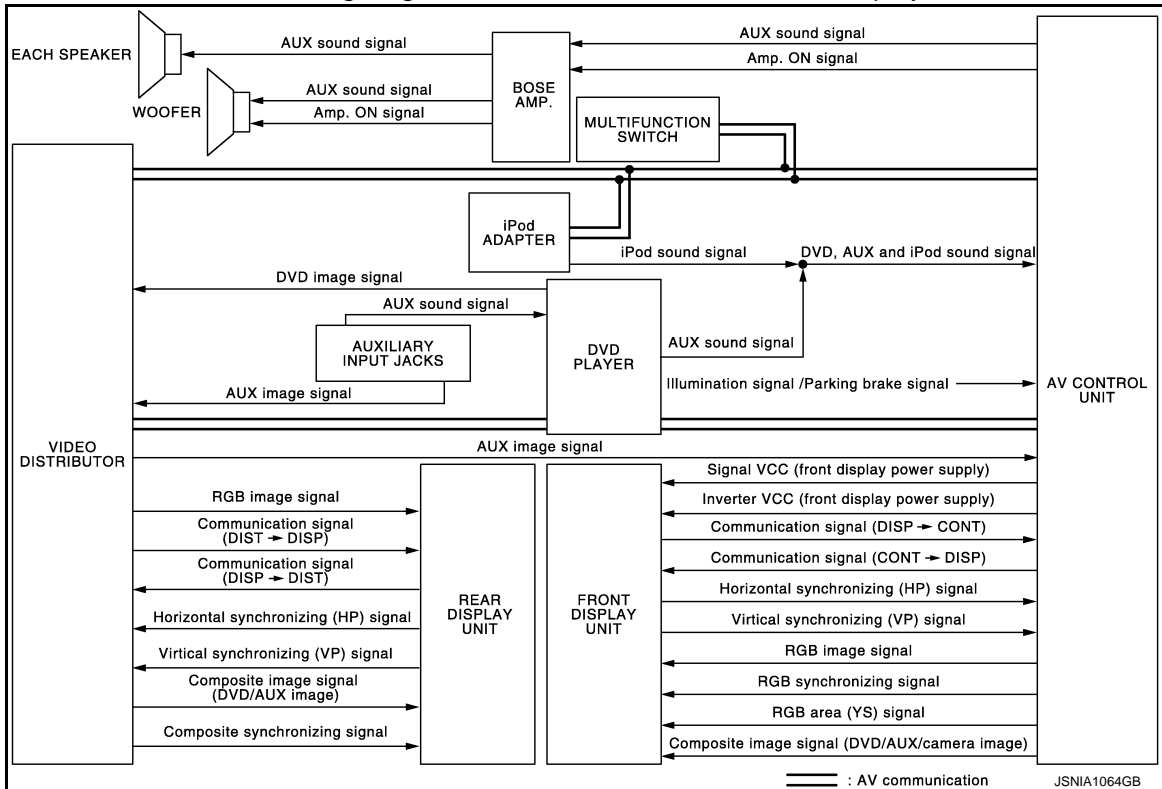 AUX sound signal
EACH SPEAKER
AUX sound signal
Amp. ON signal
BOSE
AMP.
AUX sound signal
WOOFER
Amp. ON signal
MULTIFUNCTION
SWITCH
iPod
ADAPTER
iPod sound signal
DVD, AUX and iPod sound signal
DVD image signal
AUX sound signal
AUXILIARY
INPUT JACKS
DVD
PLAYER
AUX sound signal
Illumination signal /Parking brake signal
AV CONTROL
UNIT
AUX image signal
VIDEO
DISTRIBUTOR
AUX image signal
RGB image signal
Communication signal
(DIST → DISP)
Communication signal
(DISP → DIST)
Horizontal synchronizing (HP) signal
Virtical synchronizing (VP) signal
Composite image signal
(DVD/AUX image)
Composite synchronizing signal
REAR
DISPLAY
UNIT
FRONT
DISPLAY
UNIT
Signal VCC (front display power supply)
Inverter VCC (front display power supply)
Communication signal (DISP → CONT)
Communication signal (CONT → DISP)
Horizontal synchronizing (HP) signal
Virtical synchronizing (VP) signal
RGB image signal
RGB synchronizing signal
RGB area (YS) signal
Composite image signal (DVD/AUX/camera image)
: AV communication
JSNIA1064GB